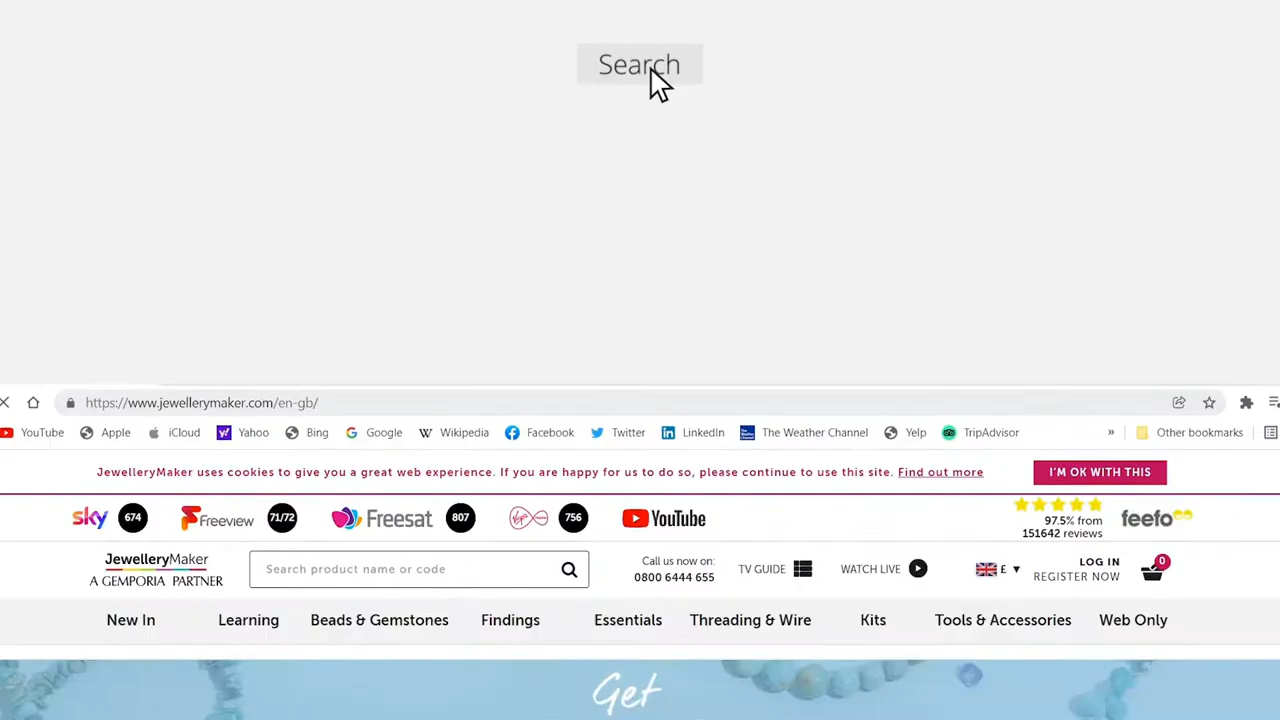 Search
https://www.jewellerymaker.com/en-gb/
YouTube Apple iCloud Yahoo Bing Google Wikipedia Facebook Twitter LinkedIn The Weather Channel Yelp TripAdvisor » Other bookmarks
JewelleryMaker uses cookies to give you a great web experience. If you are happy for us to do so, please continue to use this site. Find out more I'M OK WITH THIS
sky 674 Freeview 71/72 Freesat 807 Virgin 756 YouTube 97.5% from feefo
151642 reviews
JewelleryMaker Search product name or code Call us now on: TV GUIDE WATCH LIVE £ LOG IN 0
A GEMPORIA PARTNER 0800 6444 655 REGISTER NOW
New In Learning Beads & Gemstones Findings Essentials Threading & Wire Kits Tools & Accessories Web Only
Get